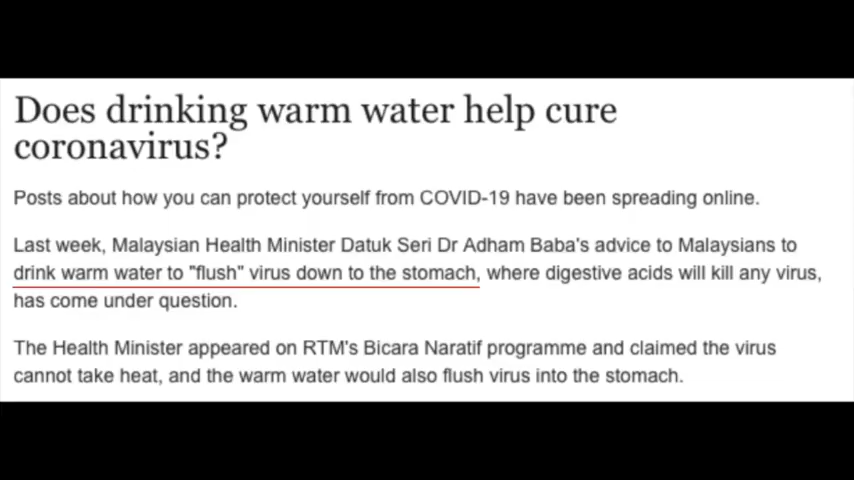 Does drinking warm water help cure
coronavirus?
Posts about how you can protect yourself from COVID-19 have been spreading online.
Last week, Malaysian Health Minister Datuk Seri Dr Adham Baba's advice to Malaysians to
drink warm water to "flush" virus down to the stomach, where digestive acids will kill any virus,
has come under question.
The Health Minister appeared on RTM's Bicara Naratif programme and claimed the virus
cannot take heat, and the warm water would also flush virus into the stomach.